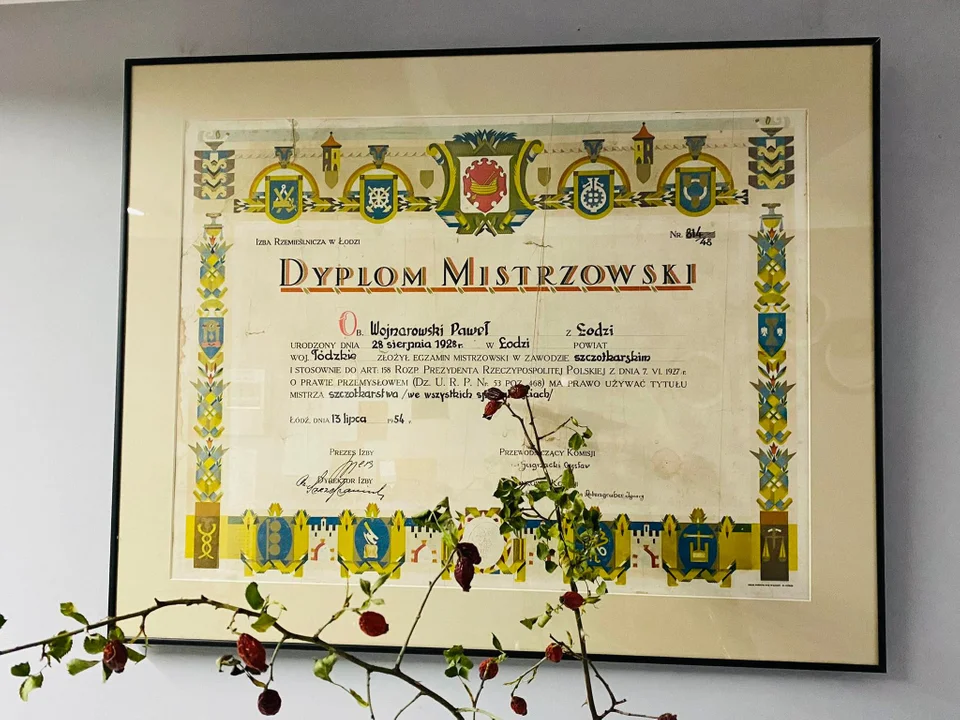 Izba Rzemieślnicza w Łodzi
Nr. 814/48
Dyplom Mistrzowski
Ob. Wojnarowski Paweł z Łodzi
urodzony dnia 28 sierpnia 1928 r. w Łodzi powiat
woj. Łódzkie złożył egzamin mistrzowski w zawodzie szczotkarskim
i stosownie do art: 158 Rozp. Prezydenta Rzeczypospolitej Polskiej z dnia 7. VI. 1927 r.
o prawie przemysłowem (Dz. U. R. P. Nr. 53 poz. 468) ma prawo używać tytułu
mistrza szczotkarstwa /we wszystkich
Łódź, dnia 13 lipca 1954 r.
Prezes Izby
Przewodniczący Komisji
Dyrektor Izby